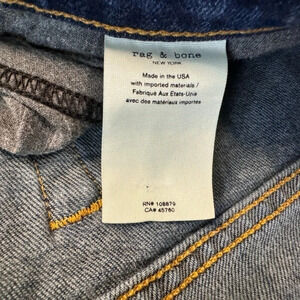 rag & bone
NEW YORK
Made in the USA
with imported materials /
Fabriqué Aux Etats-Unie
avec des matériaux importés
RN# 108879
CA# 45760